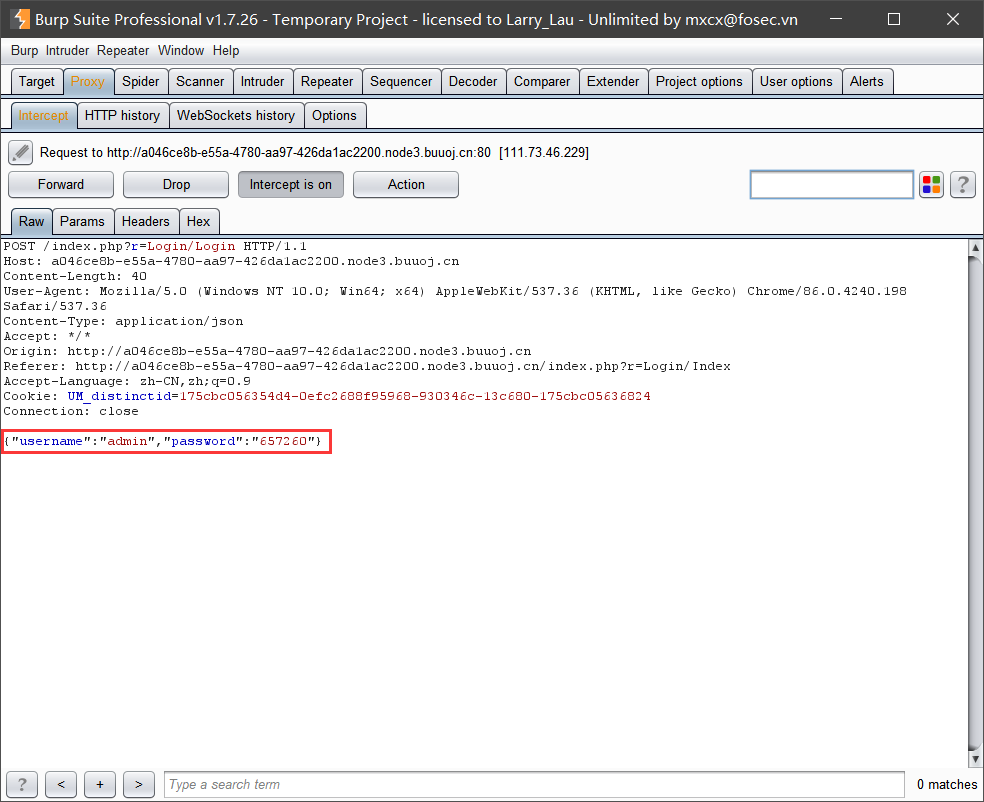 Burp Suite Professional v1.7.26 - Temporary Project - licensed to Larry_Lau - Unlimited by mxcx@fosec.vn
Burp Intruder Repeater Window Help
Target Proxy Spider Scanner Intruder Repeater Sequencer Decoder Comparer Extender Project options User options Alerts
Intercept HTTP history WebSockets history Options
Request to http://a046ce8b-e55a-4780-aa97-426da1ac2200.node3.buuoj.cn:80 [111.73.46.229]
Forward Drop Intercept is on Action ?
Raw Params Headers Hex
POST /index.php?r=Login/Login HTTP/1.1
Host: a046ce8b-e55a-4780-aa97-426da1ac2200.node3.buuoj.cn
Content-Length: 40
User-Agent: Mozilla/5.0 (Windows NT 10.0; Win64; x64) AppleWebKit/537.36 (KHTML, like Gecko) Chrome/86.0.4240.198
Safari/537.36
Content-Type: application/json
Accept: */*
Origin: http://a046ce8b-e55a-4780-aa97-426da1ac2200.node3.buuoj.cn
Referer: http://a046ce8b-e55a-4780-aa97-426da1ac2200.node3.buuoj.cn/index.php?r=Login/Index
Accept-Language: zh-CN,zh;q=0.9
Cookie: UM_distinctid=175cbc056354d4-0efc2688f95968-930346c-13c680-175cbc05636824
Connection: close
{"username":"admin","password":"657260"}
? < + > Type a search term 0 matches